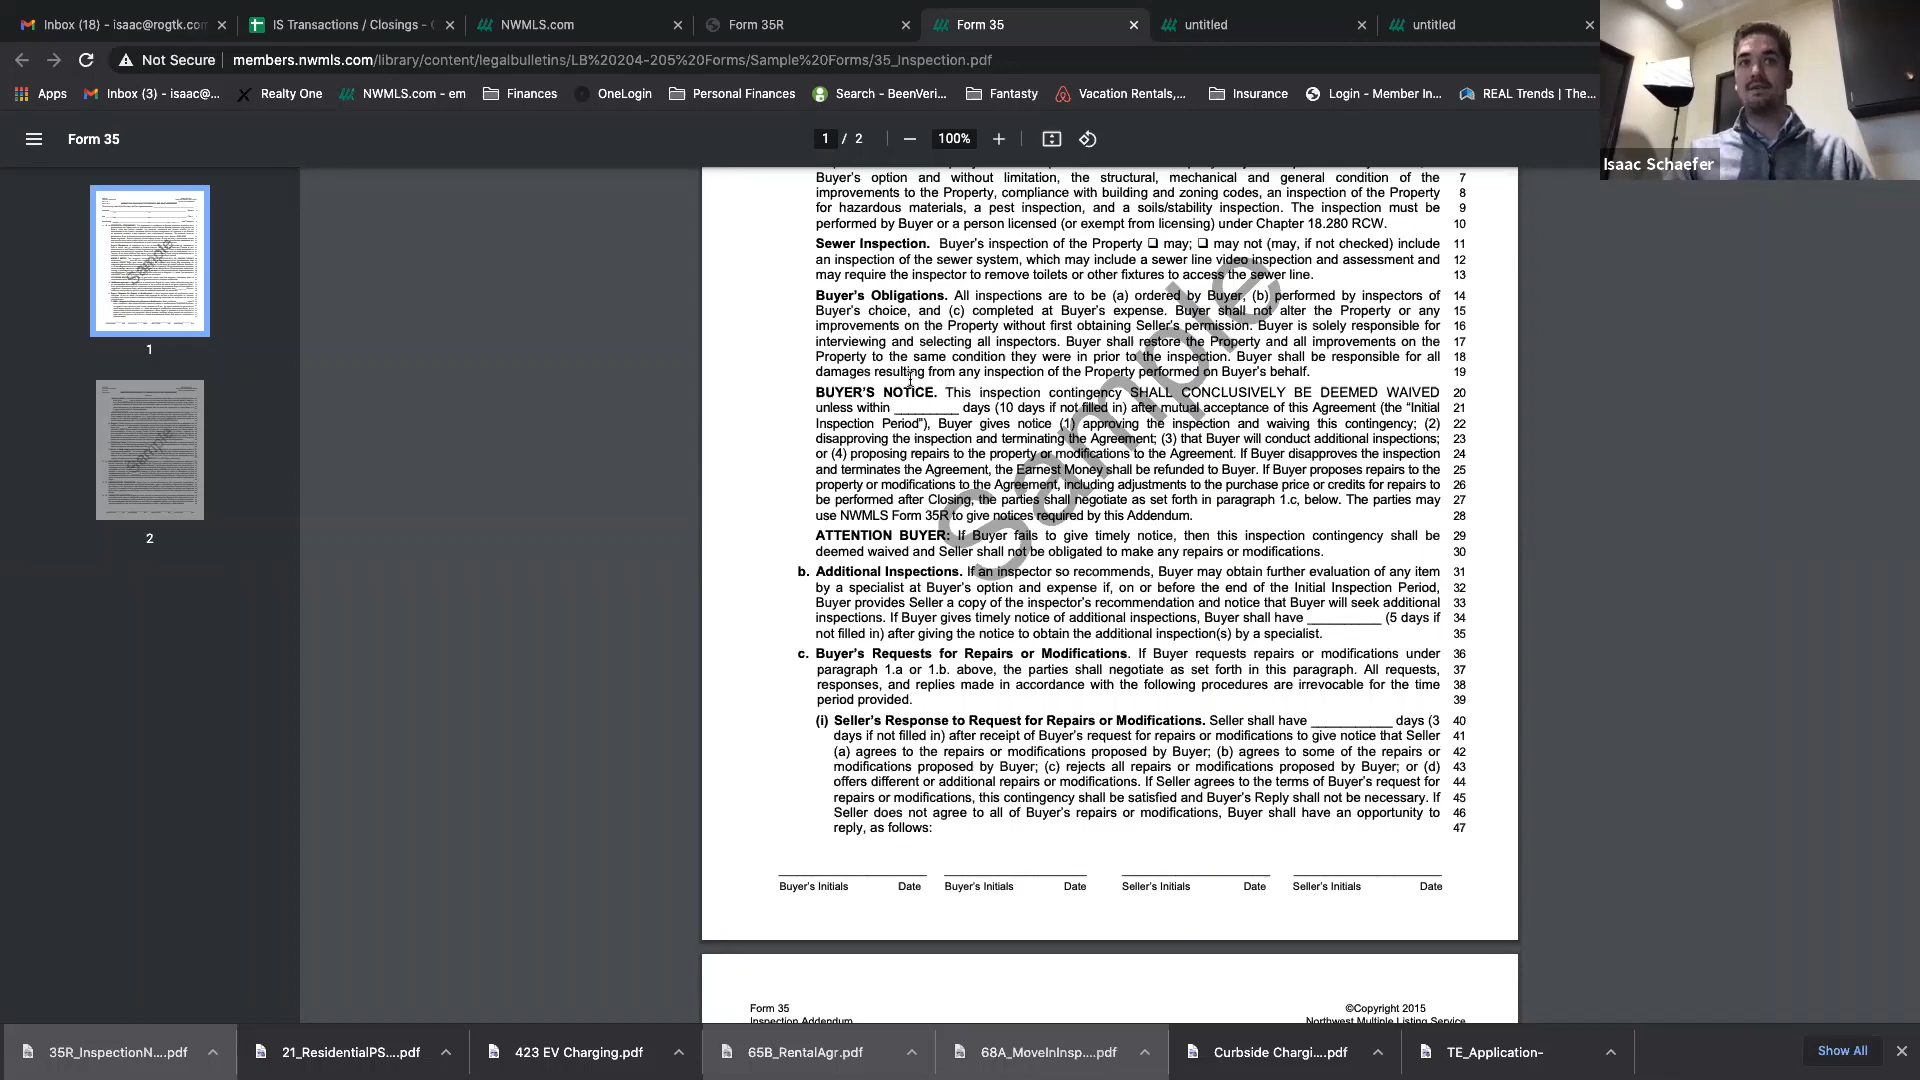 Inbox (18) - isaac@rogtk.com
IS Transactions / Closings -
NWMLS.com
Form 35R
Form 35
untitled
untitled
Not Secure
members.nwmls.com/library/content/legalbulletins/LB%20204-205%20Forms/Sample%20Forms/35_Inspection.pdf
Apps
Inbox (3) - isaac@...
Realty One
NWMLS.com - em
Finances
OneLogin
Personal Finances
Search - BeenVeri...
Fantasty
Vacation Rentals,...
Insurance
Login - Member In...
REAL Trends | The...
Form 35
1 / 2
100%
Isaac Schaefer
1
2
Buyer's option and without limitation, the structural, mechanical and general condition of the 7
improvements to the Property, compliance with building and zoning codes, an inspection of the Property 8
for hazardous materials, a pest inspection, and a soils/stability inspection. The inspection must be 9
performed by Buyer or a person licensed (or exempt from licensing) under Chapter 18.280 RCW. 10
Sewer Inspection. Buyer's inspection of the Property ❑ may; ❑ may not (may, if not checked) include 11
an inspection of the sewer system, which may include a sewer line video inspection and assessment and 12
may require the inspector to remove toilets or other fixtures to access the sewer line. 13
Buyer's Obligations. All inspections are to be (a) ordered by Buyer, (b) performed by inspectors of 14
Buyer's choice, and (c) completed at Buyer's expense. Buyer shall not alter the Property or any 15
improvements on the Property without first obtaining Seller's permission. Buyer is solely responsible for 16
interviewing and selecting all inspectors. Buyer shall restore the Property and all improvements on the 17
Property to the same condition they were in prior to the inspection. Buyer shall be responsible for all 18
damages resulting from any inspection of the Property performed on Buyer's behalf. 19
BUYER'S NOTICE. This inspection contingency SHALL CONCLUSIVELY BE DEEMED WAIVED 20
unless within _________ days (10 days if not filled in) after mutual acceptance of this Agreement (the "Initial 21
Inspection Period"), Buyer gives notice (1) approving the inspection and waiving this contingency; (2) 22
disapproving the inspection and terminating the Agreement; (3) that Buyer will conduct additional inspections; 23
or (4) proposing repairs to the property or modifications to the Agreement. If Buyer disapproves the inspection 24
and terminates the Agreement, the Earnest Money shall be refunded to Buyer. If Buyer proposes repairs to the 25
property or modifications to the Agreement, including adjustments to the purchase price or credits for repairs to 26
be performed after Closing, the parties shall negotiate as set forth in paragraph 1.c, below. The parties may 27
use NWMLS Form 35R to give notices required by this Addendum. 28
ATTENTION BUYER: If Buyer fails to give timely notice, then this inspection contingency shall be 29
deemed waived and Seller shall not be obligated to make any repairs or modifications. 30
b. Additional Inspections. If an inspector so recommends, Buyer may obtain further evaluation of any item 31
by a specialist at Buyer's option and expense if, on or before the end of the Initial Inspection Period, 32
Buyer provides Seller a copy of the inspector's recommendation and notice that Buyer will seek additional 33
inspections. If Buyer gives timely notice of additional inspections, Buyer shall have __________ (5 days if 34
not filled in) after giving the notice to obtain the additional inspection(s) by a specialist. 35
c. Buyer's Requests for Repairs or Modifications. If Buyer requests repairs or modifications under 36
paragraph 1.a or 1.b. above, the parties shall negotiate as set forth in this paragraph. All requests, 37
responses, and replies made in accordance with the following procedures are irrevocable for the time 38
period provided. 39
(i) Seller's Response to Request for Repairs or Modifications. Seller shall have ___________ days (3 40
days if not filled in) after receipt of Buyer's request for repairs or modifications to give notice that Seller 41
(a) agrees to the repairs or modifications proposed by Buyer; (b) agrees to some of the repairs or 42
modifications proposed by Buyer; (c) rejects all repairs or modifications proposed by Buyer; or (d) 43
offers different or additional repairs or modifications. If Seller agrees to the terms of Buyer's request for 44
repairs or modifications, this contingency shall be satisfied and Buyer's Reply shall not be necessary. If 45
Seller does not agree to all of Buyer's repairs or modifications, Buyer shall have an opportunity to 46
reply, as follows: 47
Sample
Buyer's Initials Date Buyer's Initials Date Seller's Initials Date Seller's Initials Date
Form 35 ©Copyright 2015
Inspection Addendum Northwest Multiple Listing Service
35R_InspectionN....pdf
21_ResidentialPS....pdf
423 EV Charging.pdf
65B_RentalAgr.pdf
68A_MoveInInsp....pdf
Curbside Chargi....pdf
TE_Application-
Show All